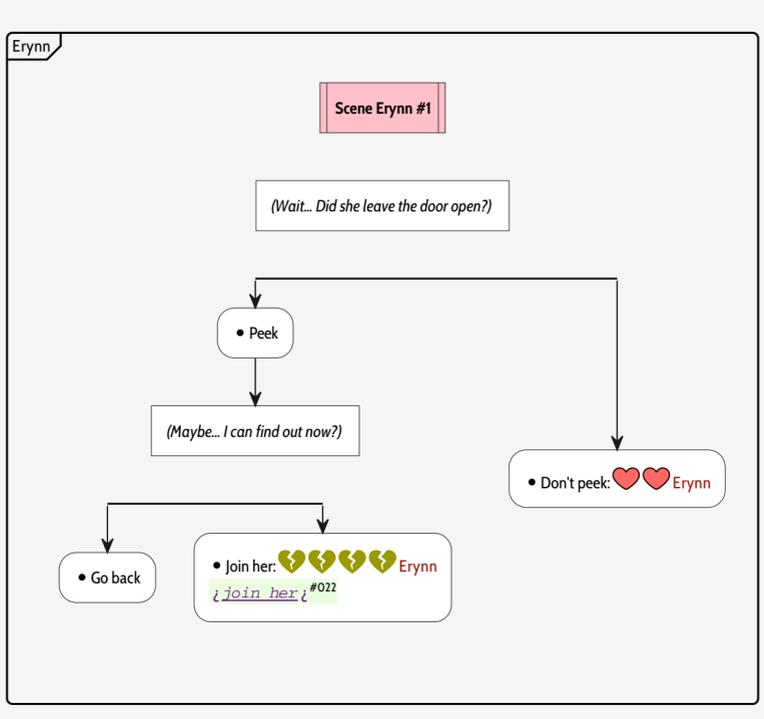 Erynn
Scene Erynn #1
(Wait... Did she leave the door open?)
• Peek
(Maybe... I can find out now?)
• Don't peek: Erynn
• Go back
• Join her: Erynn
¿join her¿#022